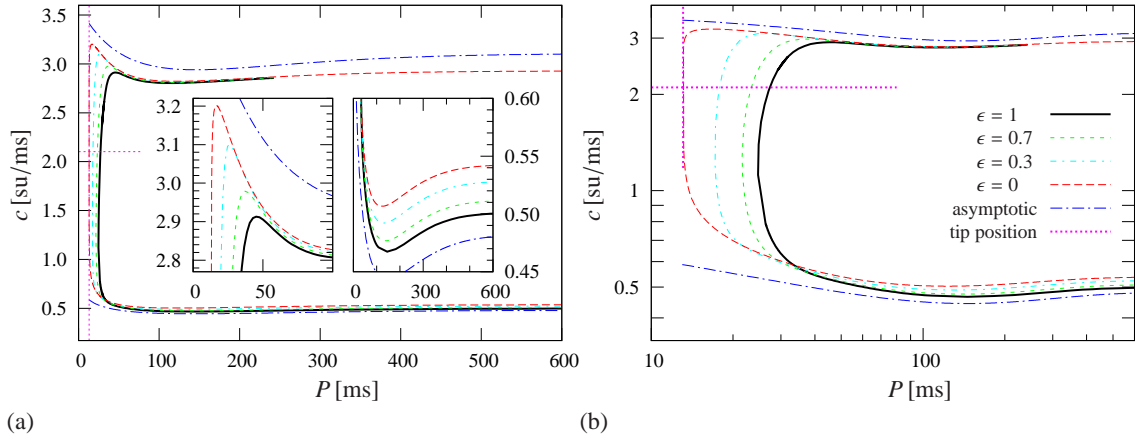 3.5
3.0
2.5
2.0
1.5
1.0
0.5
c [su/ms]
0 100 200 300 400 500 600
P [ms]
3.2
3.1
3.0
2.9
2.8
0 50
0.60
0.55
0.50
0.45
0 300 600
(a)
3
2
1
0.5
c [su/ms]
10 100
P [ms]
ϵ = 1
ϵ = 0.7
ϵ = 0.3
ϵ = 0
asymptotic
tip position
(b)